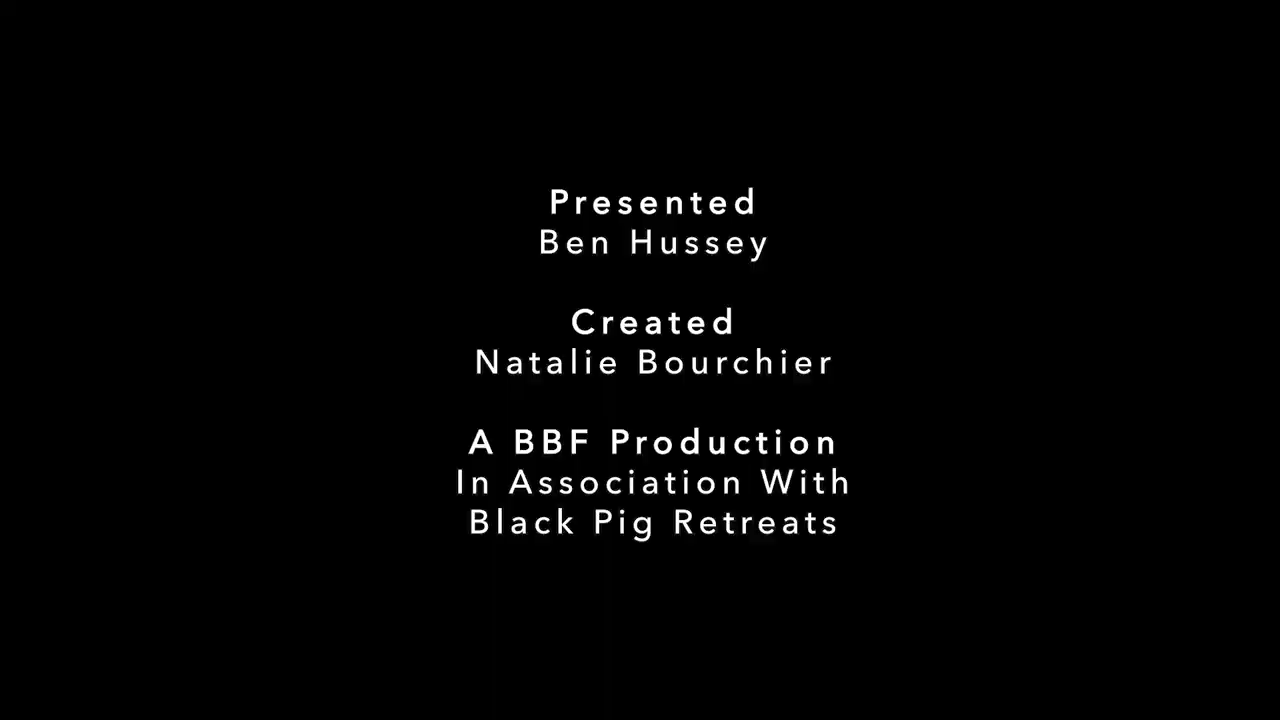 Presented
Ben Hussey
Created
Natalie Bourchier
A BBF Production
In Association With
Black Pig Retreats